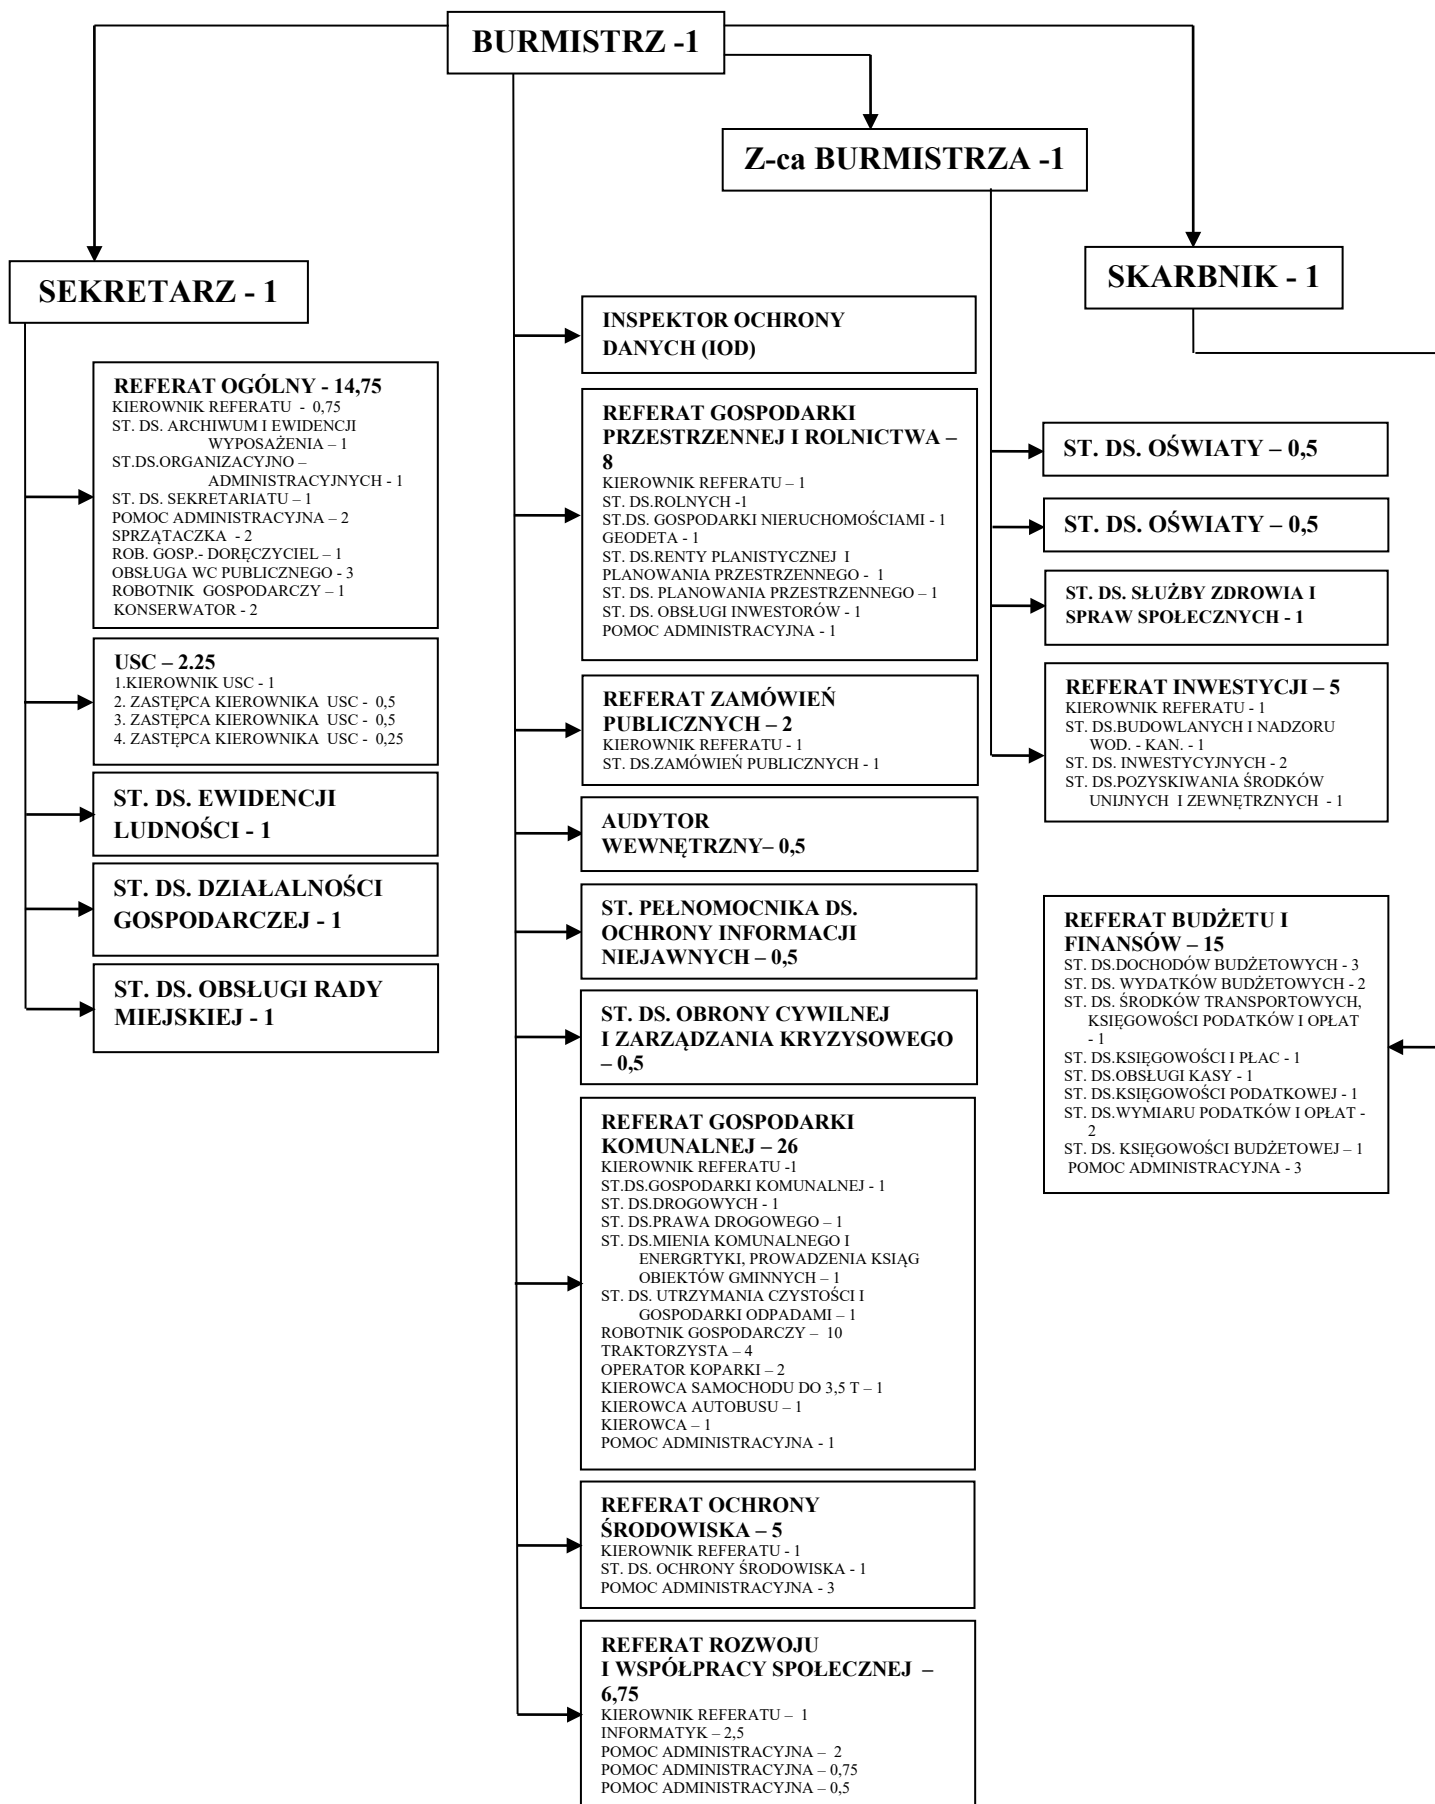 BURMISTRZ -1
Z-ca BURMISTRZA -1
SEKRETARZ - 1
SKARBNIK - 1
REFERAT OGÓLNY - 14,75
KIEROWNIK REFERATU  - 0,75
ST. DS. ARCHIWUM I EWIDENCJI
WYPOSAŻENIA – 1
ST.DS.ORGANIZACYJNO –
ADMINISTRACYJNYCH - 1
ST. DS. SEKRETARIATU – 1
POMOC ADMINISTRACYJNA – 2
SPRZĄTACZKA  - 2
ROB. GOSP.- DORĘCZYCIEL – 1
OBSŁUGA WC PUBLICZNEGO - 3
ROBOTNIK  GOSPODARCZY – 1
KONSERWATOR - 2
USC – 2.25
1.KIEROWNIK USC - 1
2. ZASTĘPCA KIEROWNIKA  USC -  0,5
3. ZASTĘPCA KIEROWNIKA  USC - 0,5
4. ZASTĘPCA KIEROWNIKA  USC - 0,25
ST. DS. EWIDENCJI
LUDNOŚCI - 1
ST. DS. DZIAŁALNOŚCI
GOSPODARCZEJ - 1
ST. DS. OBSŁUGI RADY
MIEJSKIEJ - 1
INSPEKTOR OCHRONY
DANYCH (IOD)
REFERAT GOSPODARKI
PRZESTRZENNEJ I ROLNICTWA –
8
KIEROWNIK REFERATU – 1
ST. DS.ROLNYCH -1
ST.DS. GOSPODARKI NIERUCHOMOŚCIAMI - 1
GEODETA - 1
ST. DS.RENTY PLANISTYCZNEJ  I
PLANOWANIA PRZESTRZENNEGO -  1
ST. DS. PLANOWANIA PRZESTRZENNEGO – 1
ST. DS. OBSŁUGI INWESTORÓW - 1
POMOC ADMINISTRACYJNA - 1
REFERAT ZAMÓWIEŃ
PUBLICZNYCH – 2
KIEROWNIK REFERATU - 1
ST. DS.ZAMÓWIEŃ PUBLICZNYCH - 1
AUDYTOR
WEWNĘTRZNY– 0,5
ST. PEŁNOMOCNIKA DS.
OCHRONY INFORMACJI
NIEJAWNYCH – 0,5
ST. DS. OBRONY CYWILNEJ
I ZARZĄDZANIA KRYZYSOWEGO
– 0,5
REFERAT GOSPODARKI
KOMUNALNEJ – 26
KIEROWNIK REFERATU -1
ST.DS.GOSPODARKI KOMUNALNEJ - 1
ST. DS.DROGOWYCH - 1
ST. DS.PRAWA DROGOWEGO – 1
ST. DS.MIENIA KOMUNALNEGO I
ENERGRTYKI, PROWADZENIA KSIĄG
OBIEKTÓW GMINNYCH – 1
ST. DS. UTRZYMANIA CZYSTOŚCI I
GOSPODARKI ODPADAMI – 1
ROBOTNIK GOSPODARCZY –  10
TRAKTORZYSTA – 4
OPERATOR KOPARKI – 2
KIEROWCA SAMOCHODU DO 3,5 T – 1
KIEROWCA AUTOBUSU – 1
KIEROWCA – 1
POMOC ADMINISTRACYJNA - 1
REFERAT OCHRONY
ŚRODOWISKA – 5
KIEROWNIK REFERATU - 1
ST. DS. OCHRONY ŚRODOWISKA - 1
POMOC ADMINISTRACYJNA - 3
REFERAT ROZWOJU
I WSPÓŁPRACY SPOŁECZNEJ  –
6,75
KIEROWNIK REFERATU –  1
INFORMATYK – 2,5
POMOC ADMINISTRACYJNA –  2
POMOC ADMINISTRACYJNA – 0,75
POMOC ADMINISTRACYJNA – 0,5
ST. DS. OŚWIATY – 0,5
ST. DS. OŚWIATY – 0,5
ST. DS. SŁUŻBY ZDROWIA I
SPRAW SPOŁECZNYCH - 1
REFERAT INWESTYCJI – 5
KIEROWNIK REFERATU - 1
ST. DS.BUDOWLANYCH I NADZORU
WOD. - KAN. - 1
ST. DS. INWESTYCYJNYCH - 2
ST. DS.POZYSKIWANIA ŚRODKÓW
UNIJNYCH  I ZEWNĘTRZNYCH  - 1
REFERAT BUDŻETU I
FINANSÓW – 15
ST. DS.DOCHODÓW BUDŻETOWYCH - 3
ST. DS. WYDATKÓW BUDŻETOWYCH - 2
ST. DS. ŚRODKÓW TRANSPORTOWYCH,
KSIĘGOWOŚCI PODATKÓW I OPŁAT
- 1
ST. DS.KSIĘGOWOŚCI I PŁAC - 1
ST. DS.OBSŁUGI KASY - 1
ST. DS.KSIĘGOWOŚCI PODATKOWEJ - 1
ST. DS.WYMIARU PODATKÓW I OPŁAT -
2
ST. DS. KSIĘGOWOŚCI BUDŻETOWEJ – 1
POMOC ADMINISTRACYJNA - 3